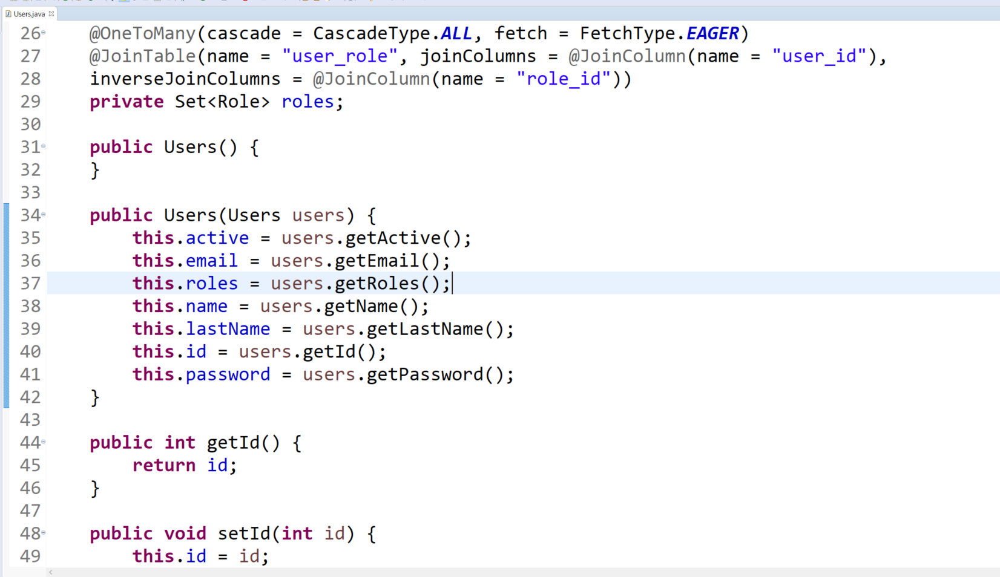 Users.java
26 @OneToMany(cascade = CascadeType.ALL, fetch = FetchType.EAGER)
27 @JoinTable(name = "user_role", joinColumns = @JoinColumn(name = "user_id"),
28 inverseJoinColumns = @JoinColumn(name = "role_id"))
29 private Set<Role> roles;
30
31 public Users() {
32 }
33
34 public Users(Users users) {
35 this.active = users.getActive();
36 this.email = users.getEmail();
37 this.roles = users.getRoles();
38 this.name = users.getName();
39 this.lastName = users.getLastName();
40 this.id = users.getId();
41 this.password = users.getPassword();
42 }
43
44 public int getId() {
45 return id;
46 }
47
48 public void setId(int id) {
49 this.id = id;